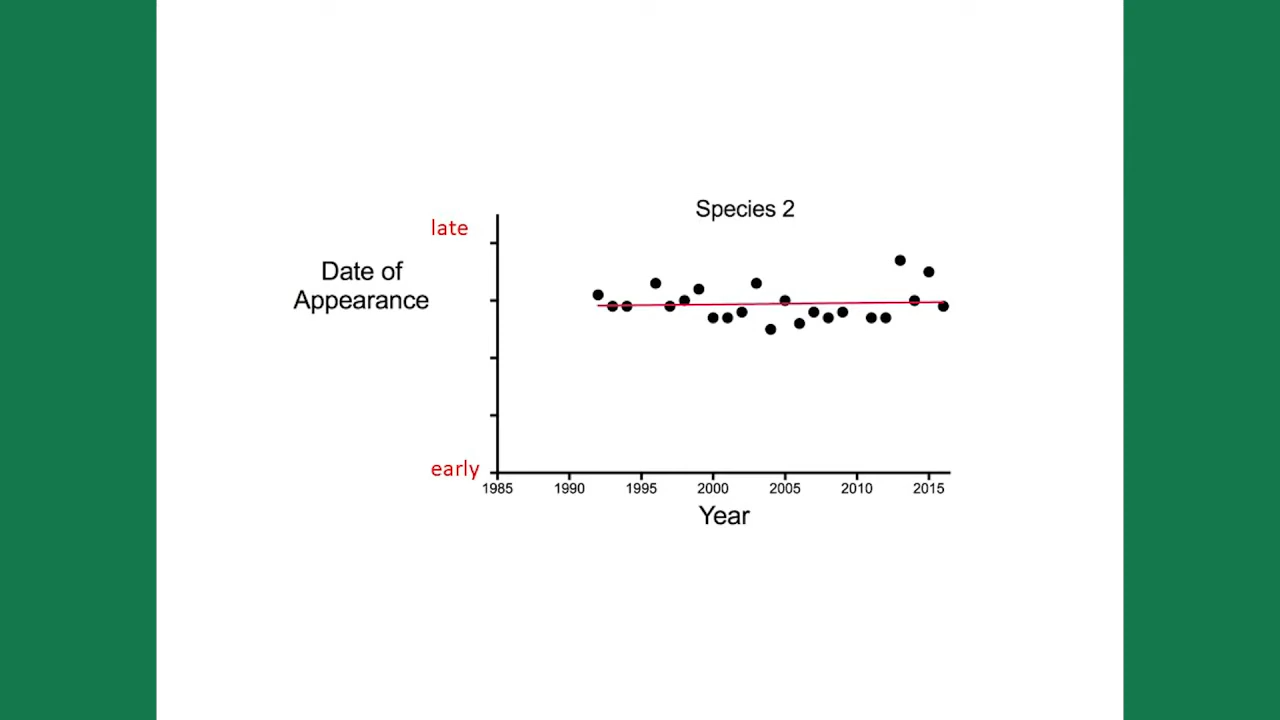 Species 2
late
Date of
Appearance
early
1985 1990 1995 2000 2005 2010 2015
Year